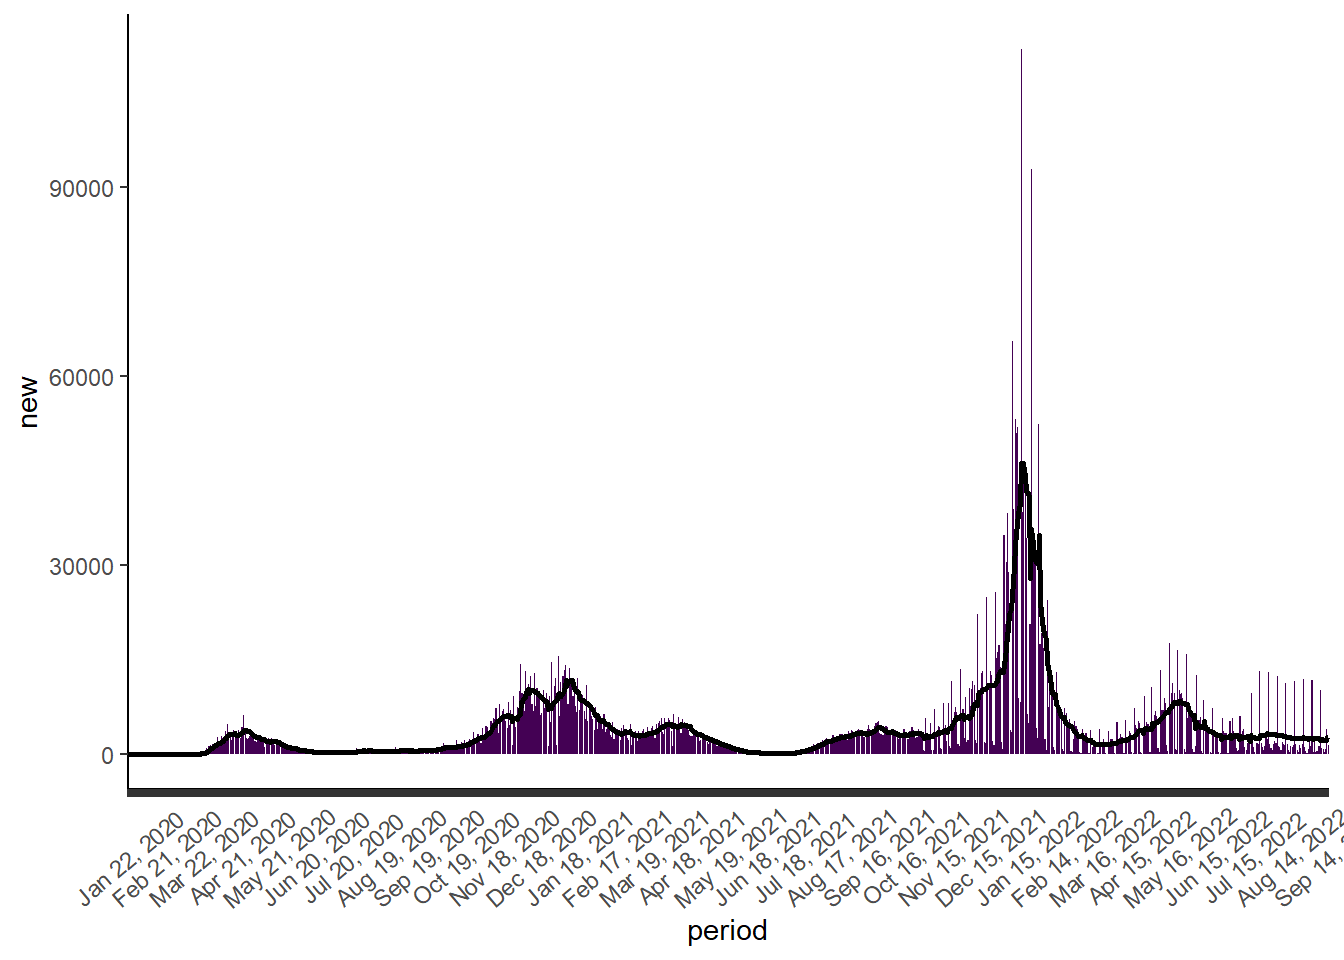 new
90000
60000
30000
0
Jan 22, 2020
Feb 21, 2020
Mar 22, 2020
Apr 21, 2020
May 21, 2020
Jun 20, 2020
Jul 20, 2020
Aug 19, 2020
Sep 19, 2020
Oct 19, 2020
Nov 18, 2020
Dec 18, 2020
Jan 18, 2021
Feb 17, 2021
Mar 19, 2021
Apr 18, 2021
May 19, 2021
Jun 18, 2021
Jul 18, 2021
Aug 17, 2021
Sep 16, 2021
Oct 16, 2021
Nov 15, 2021
Dec 15, 2021
Jan 15, 2022
Feb 14, 2022
Mar 16, 2022
Apr 15, 2022
May 16, 2022
Jun 15, 2022
Jul 15, 2022
Aug 14, 2022
Sep 14,
period